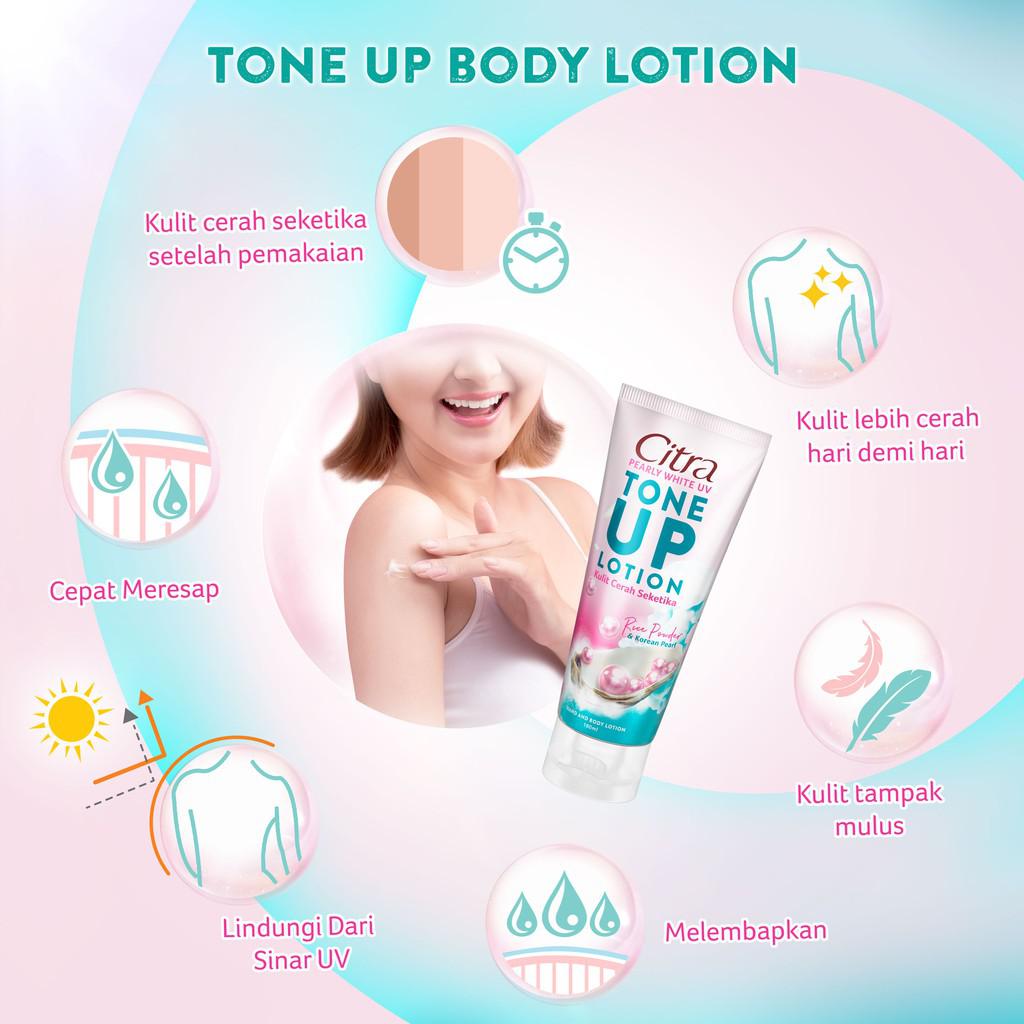 TONE UP BODY LOTION
Kulit cerah seketika
setelah pemakaian
Kulit lebih cerah
hari demi hari
Cepat Meresap
Citra
PEARLY WHITE UV
TONE
UP
LOTION
Kulit Cerah Seketika
Rice Powder
& Korean Pearl
HAND AND BODY LOTION
180ml
Kulit tampak
mulus
Lindungi Dari
Sinar UV
Melembapkan